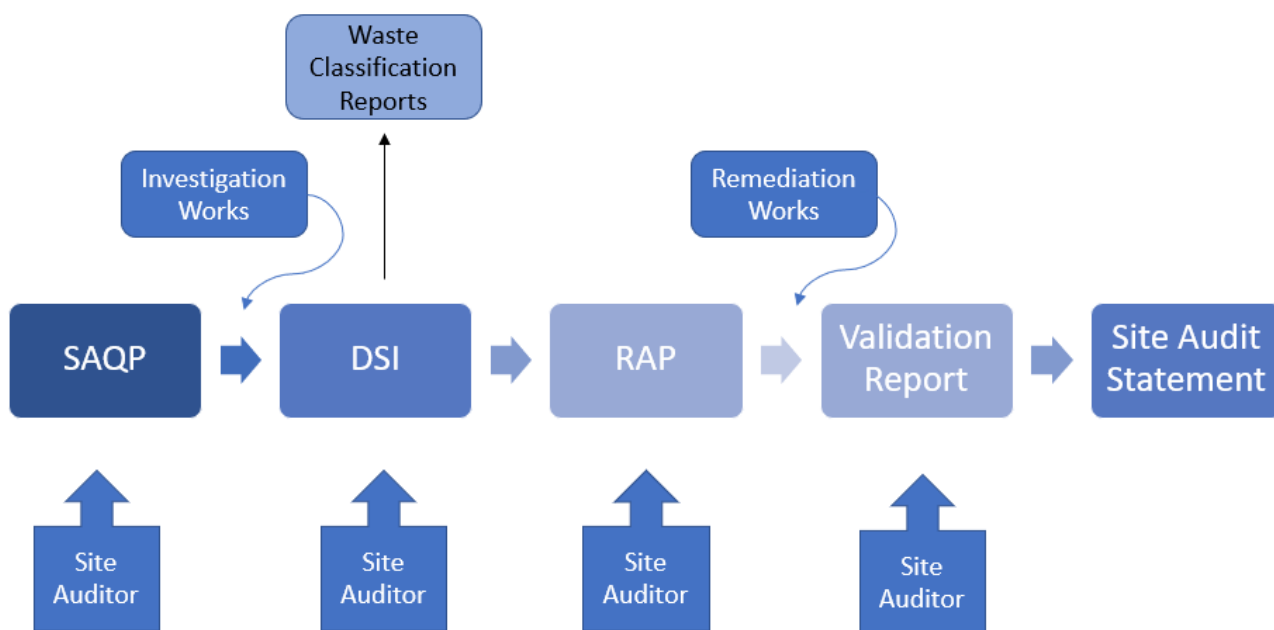 Waste
Classification
Reports
Investigation
Works
Remediation
Works
SAQP
DSI
RAP
Validation
Report
Site Audit
Statement
Site
Auditor
Site
Auditor
Site
Auditor
Site
Auditor